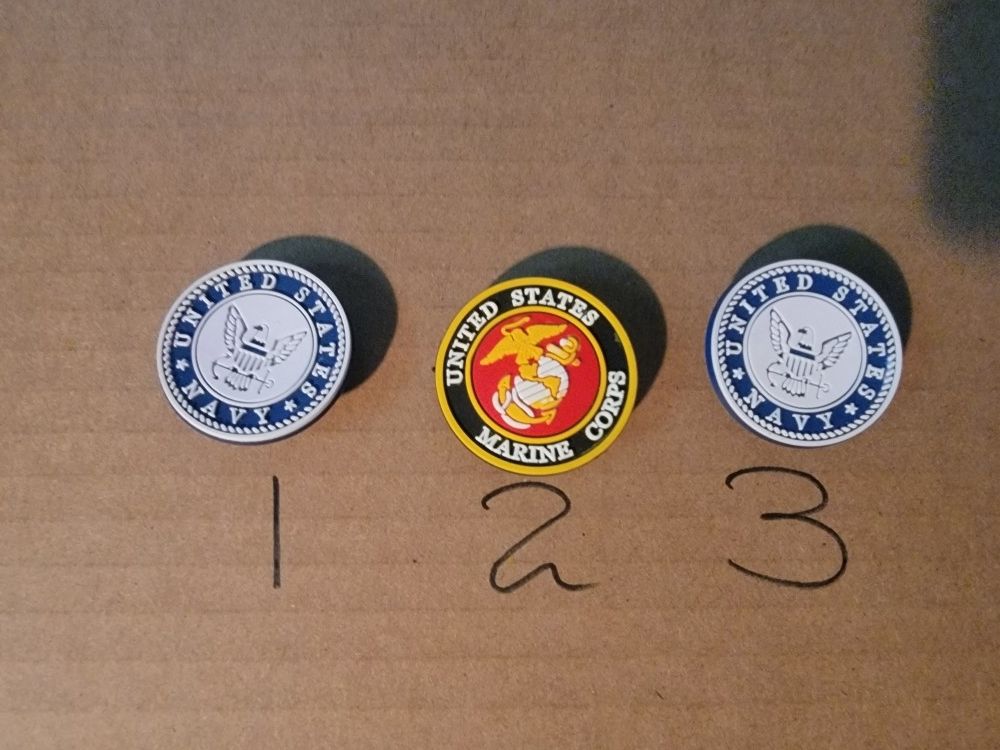 UNITED STATES
NAVY
UNITED STATES
MARINE CORPS
UNITED STATES
NAVY
1
2
3